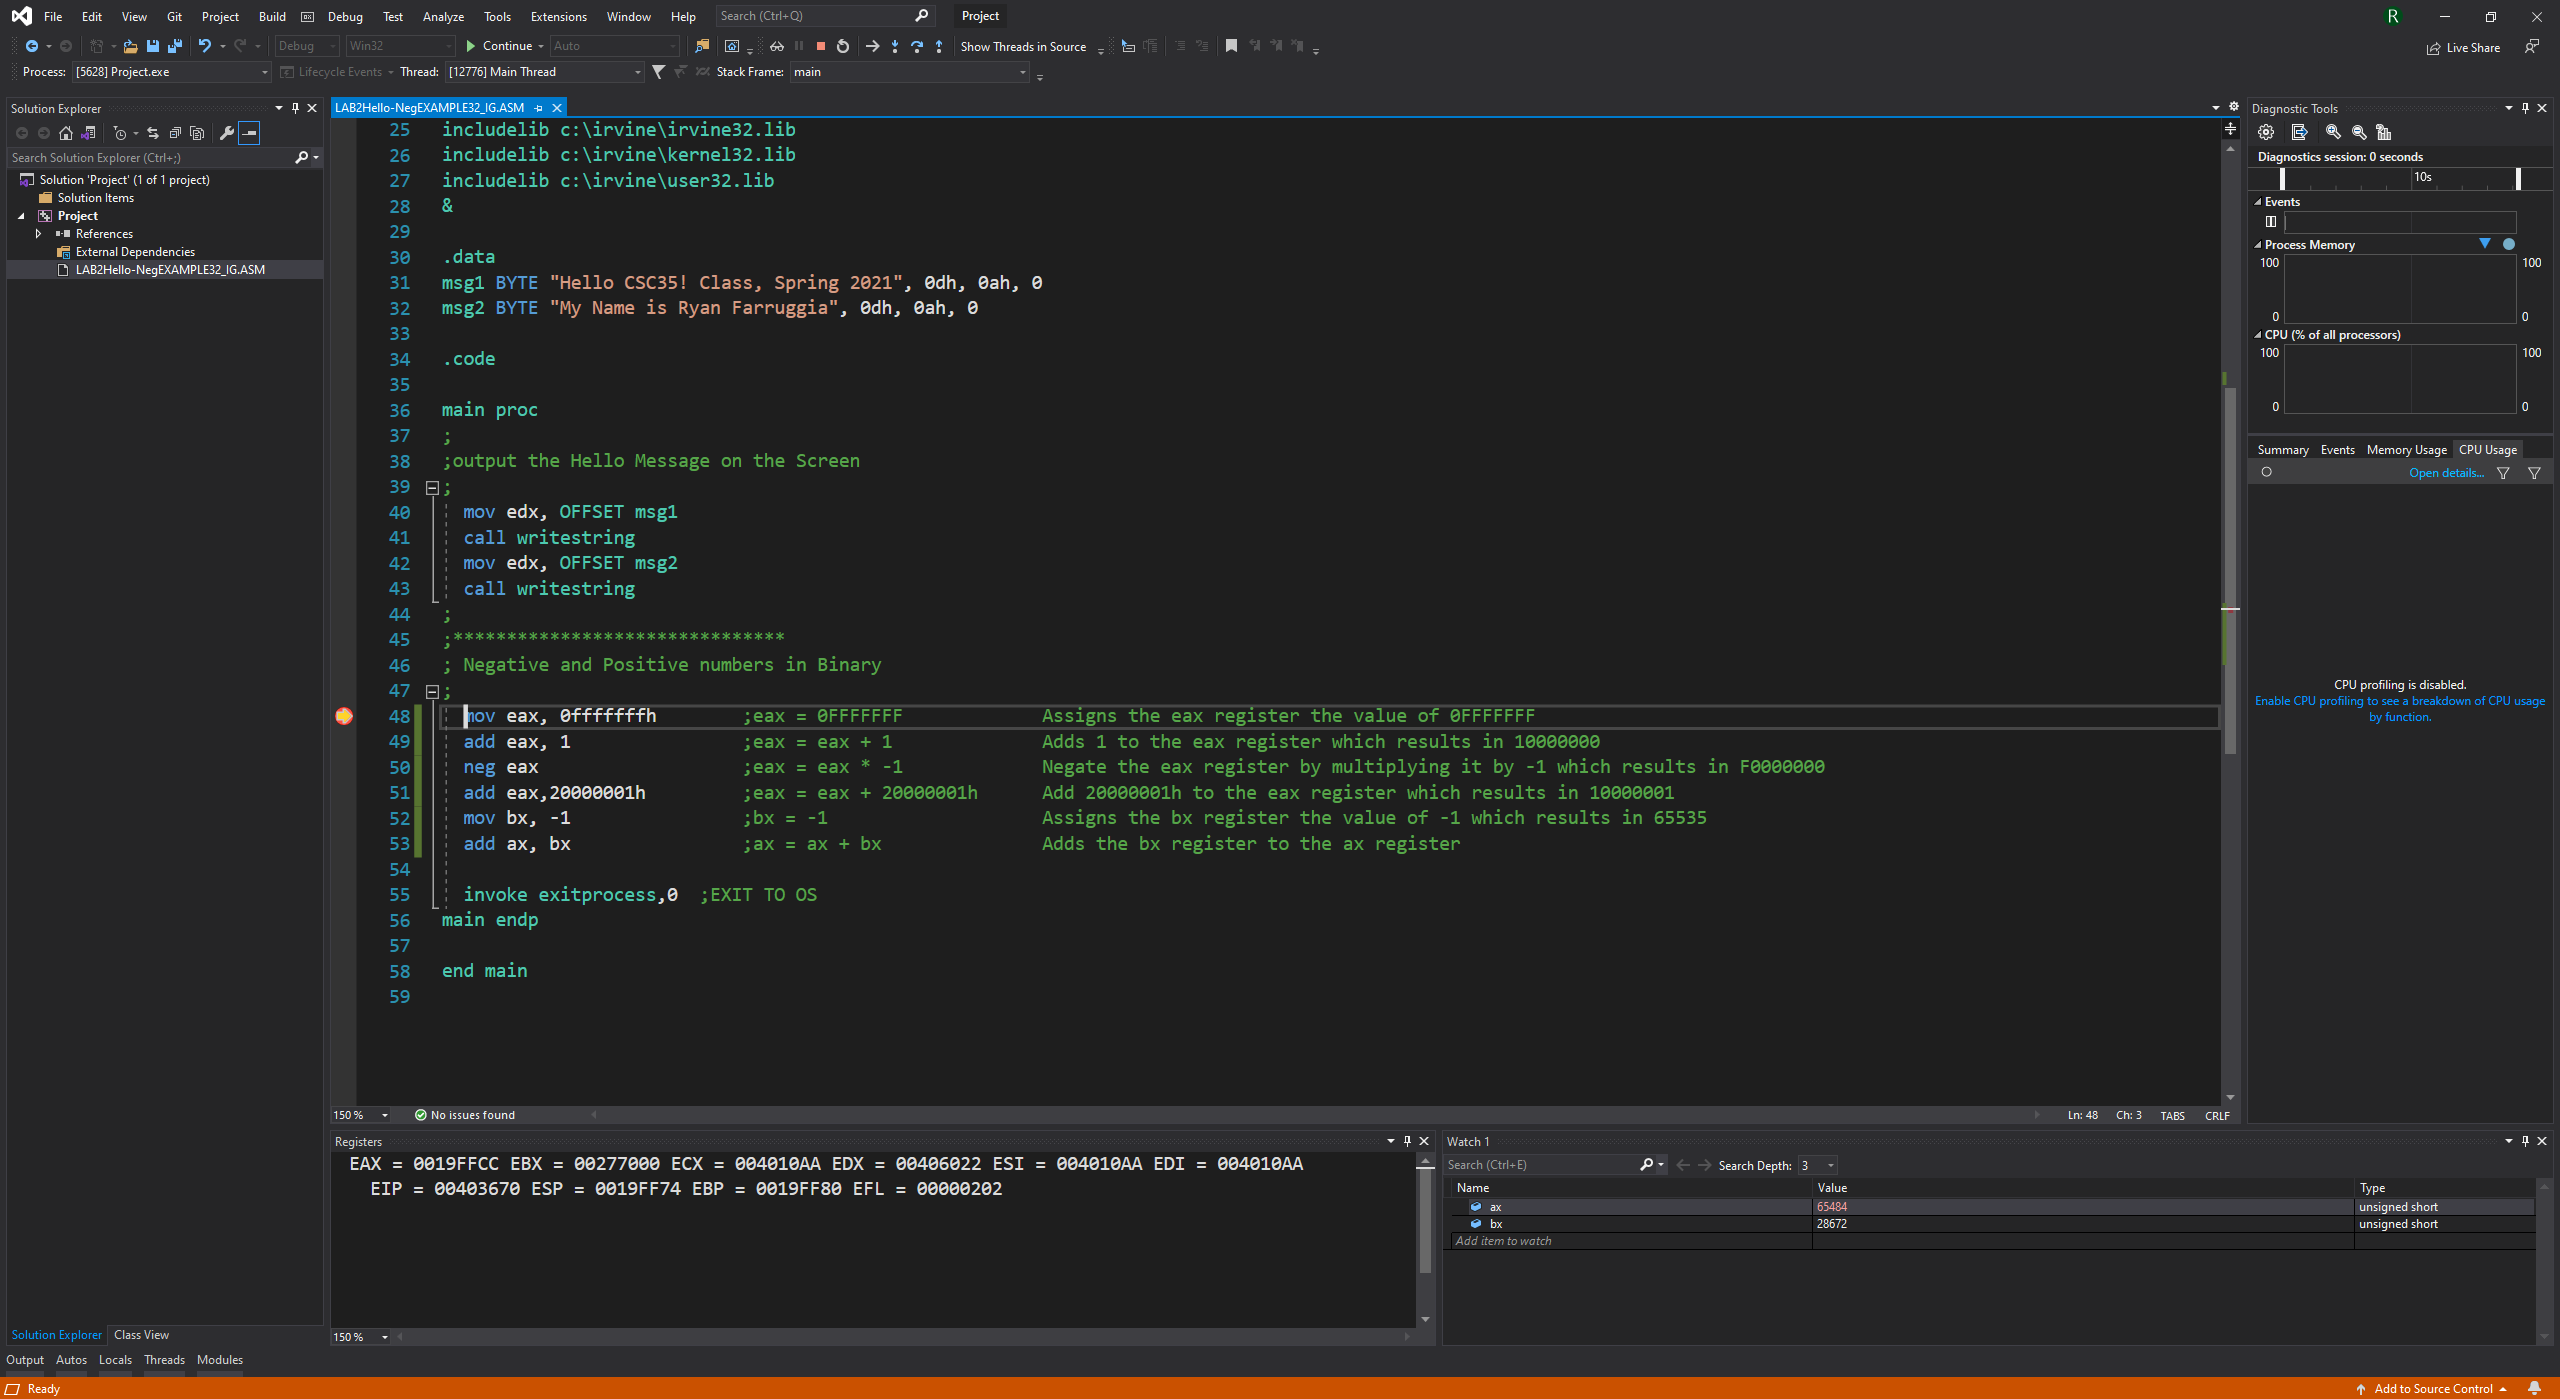 File Edit View Git Project Build Debug Test Analyze Tools Extensions Window Help Search (Ctrl+Q) Project R
Debug Win32 Continue Auto Show Threads in Source Live Share
Process: [5628] Project.exe Lifecycle Events Thread: [12776] Main Thread Stack Frame: main
Solution Explorer
Search Solution Explorer (Ctrl+;)
Solution 'Project' (1 of 1 project)
Solution Items
Project
References
External Dependencies
LAB2Hello-NegEXAMPLE32_IG.ASM
Solution Explorer Class View
LAB2Hello-NegEXAMPLE32_IG.ASM
25 includelib c:\irvine\irvine32.lib
26 includelib c:\irvine\kernel32.lib
27 includelib c:\irvine\user32.lib
28 &
29
30 .data
31 msg1 BYTE "Hello CSC35! Class, Spring 2021", 0dh, 0ah, 0
32 msg2 BYTE "My Name is Ryan Farruggia", 0dh, 0ah, 0
33
34 .code
35
36 main proc
37 ;
38 ;output the Hello Message on the Screen
39 ;
40 mov edx, OFFSET msg1
41 call writestring
42 mov edx, OFFSET msg2
43 call writestring
44 ;
45 ;*******************************
46 ; Negative and Positive numbers in Binary
47 ;
48 mov eax, 0fffffffh ;eax = 0FFFFFFF Assigns the eax register the value of 0FFFFFFF
49 add eax, 1 ;eax = eax + 1 Adds 1 to the eax register which results in 10000000
50 neg eax ;eax = eax * -1 Negate the eax register by multiplying it by -1 which results in F0000000
51 add eax,20000001h ;eax = eax + 20000001h Add 20000001h to the eax register which results in 10000001
52 mov bx, -1 ;bx = -1 Assigns the bx register the value of -1 which results in 65535
53 add ax, bx ;ax = ax + bx Adds the bx register to the ax register
54
55 invoke exitprocess,0 ;EXIT TO OS
56 main endp
57
58 end main
59
150 % No issues found Ln: 48 Ch: 3 TABS CRLF
Registers
EAX = 0019FFCC EBX = 00277000 ECX = 004010AA EDX = 00406022 ESI = 004010AA EDI = 004010AA
EIP = 00403670 ESP = 0019FF74 EBP = 0019FF80 EFL = 00000202
150 %
Watch 1
Search (Ctrl+E) Search Depth: 3
Name Value Type
ax 65484 unsigned short
bx 28672 unsigned short
Add item to watch
Diagnostic Tools
Diagnostics session: 0 seconds
10s
Events
Process Memory
100 100
0 0
CPU (% of all processors)
100 100
0 0
Summary Events Memory Usage CPU Usage
Open details...
CPU profiling is disabled.
Enable CPU profiling to see a breakdown of CPU usage
by function.
Output Autos Locals Threads Modules
Ready Add to Source Control